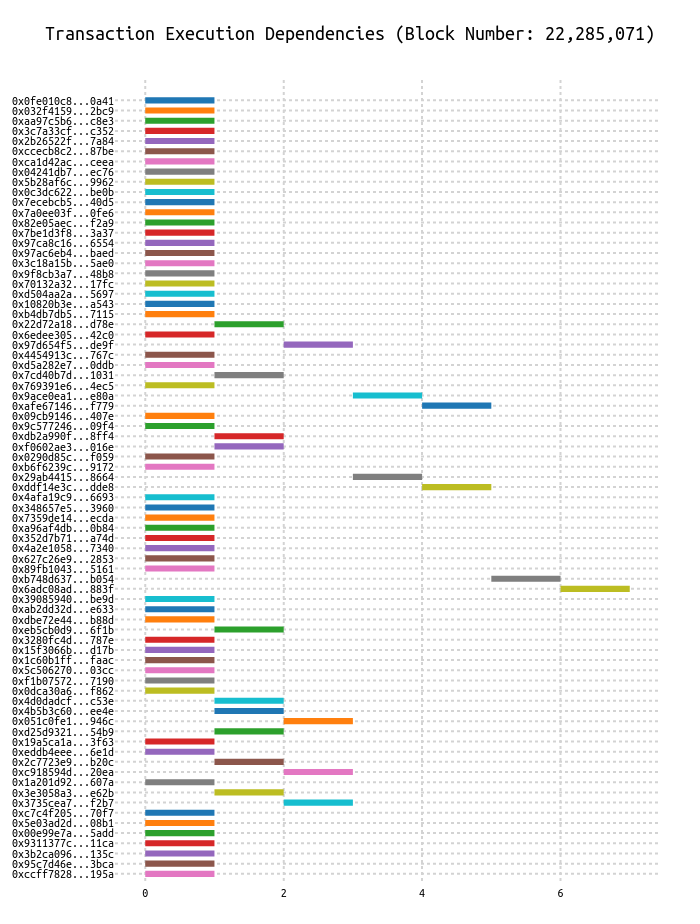 Transaction Execution Dependencies (Block Number: 22,285,071)
0x0fe010c8...0a41
0x032f4159...2bc9
0xaa97c5b6...c8e3
0x3c7a33cf...c352
0x2b26522f...7a84
0xccecb8c2...87be
0xca1d42ac...ceea
0x04241db7...ec76
0x5b28af6c...9962
0x0c3dc622...be0b
0x7ecebcb5...40d5
0x7a0ee03f...0fe6
0x82e05aec...f2a9
0x7be1d3f8...3a37
0x97ca8c16...6554
0x97ac6eb4...baed
0x3c18a15b...5ae0
0x9f8cb3a7...48b8
0x70132a32...17fc
0xd504aa2a...5697
0x10820b3e...a543
0xb4db7db5...7115
0x22d72a18...d78e
0x6edee305...42c0
0x97d654f5...de9f
0x4454913c...767c
0xd5a282e7...0ddb
0x7cd40b7d...1031
0x769391e6...4ec5
0x9ace0ea1...e80a
0xafe67146...f779
0x09cb9146...407e
0x9c577246...09f4
0xdb2a990f...8ff4
0xf0602ae3...016e
0x0290d85c...f059
0xb6f6239c...9172
0x29ab4415...8664
0xddf14e3c...dde8
0x4afa19c9...6693
0x348657e5...3960
0x7359de14...ecda
0xa96af4db...0b84
0x352d7b71...a74d
0x4a2e1058...7340
0x627c26e9...2853
0x89fb1043...5161
0xb748d637...b054
0x6adc08ad...883f
0x39085940...be9d
0xab2dd32d...e633
0xdbe72e44...b88d
0xeb5cb0d9...6f1b
0x3280fc4d...787e
0x15f3066b...d17b
0x1c60b1ff...faac
0x5c506270...03cc
0xf1b07572...7190
0x0dca30a6...f862
0x4d0dadcf...c53e
0x4b5b3c60...ee4e
0x051c0fe1...946c
0xd25d9321...54b9
0x19a5ca1a...3f63
0xeddb4eee...6e1d
0x2c7723e9...b20c
0xc918594d...20ea
0x1a201d92...607a
0x3e3058a3...e62b
0x3735cea7...f2b7
0xc7c4f205...70f7
0x5e03ad2d...08b1
0x00e99e7a...5add
0x9311377c...11ca
0x3b2ca096...135c
0x95c7d46e...3bca
0xccff7828...195a
0 2 4 6